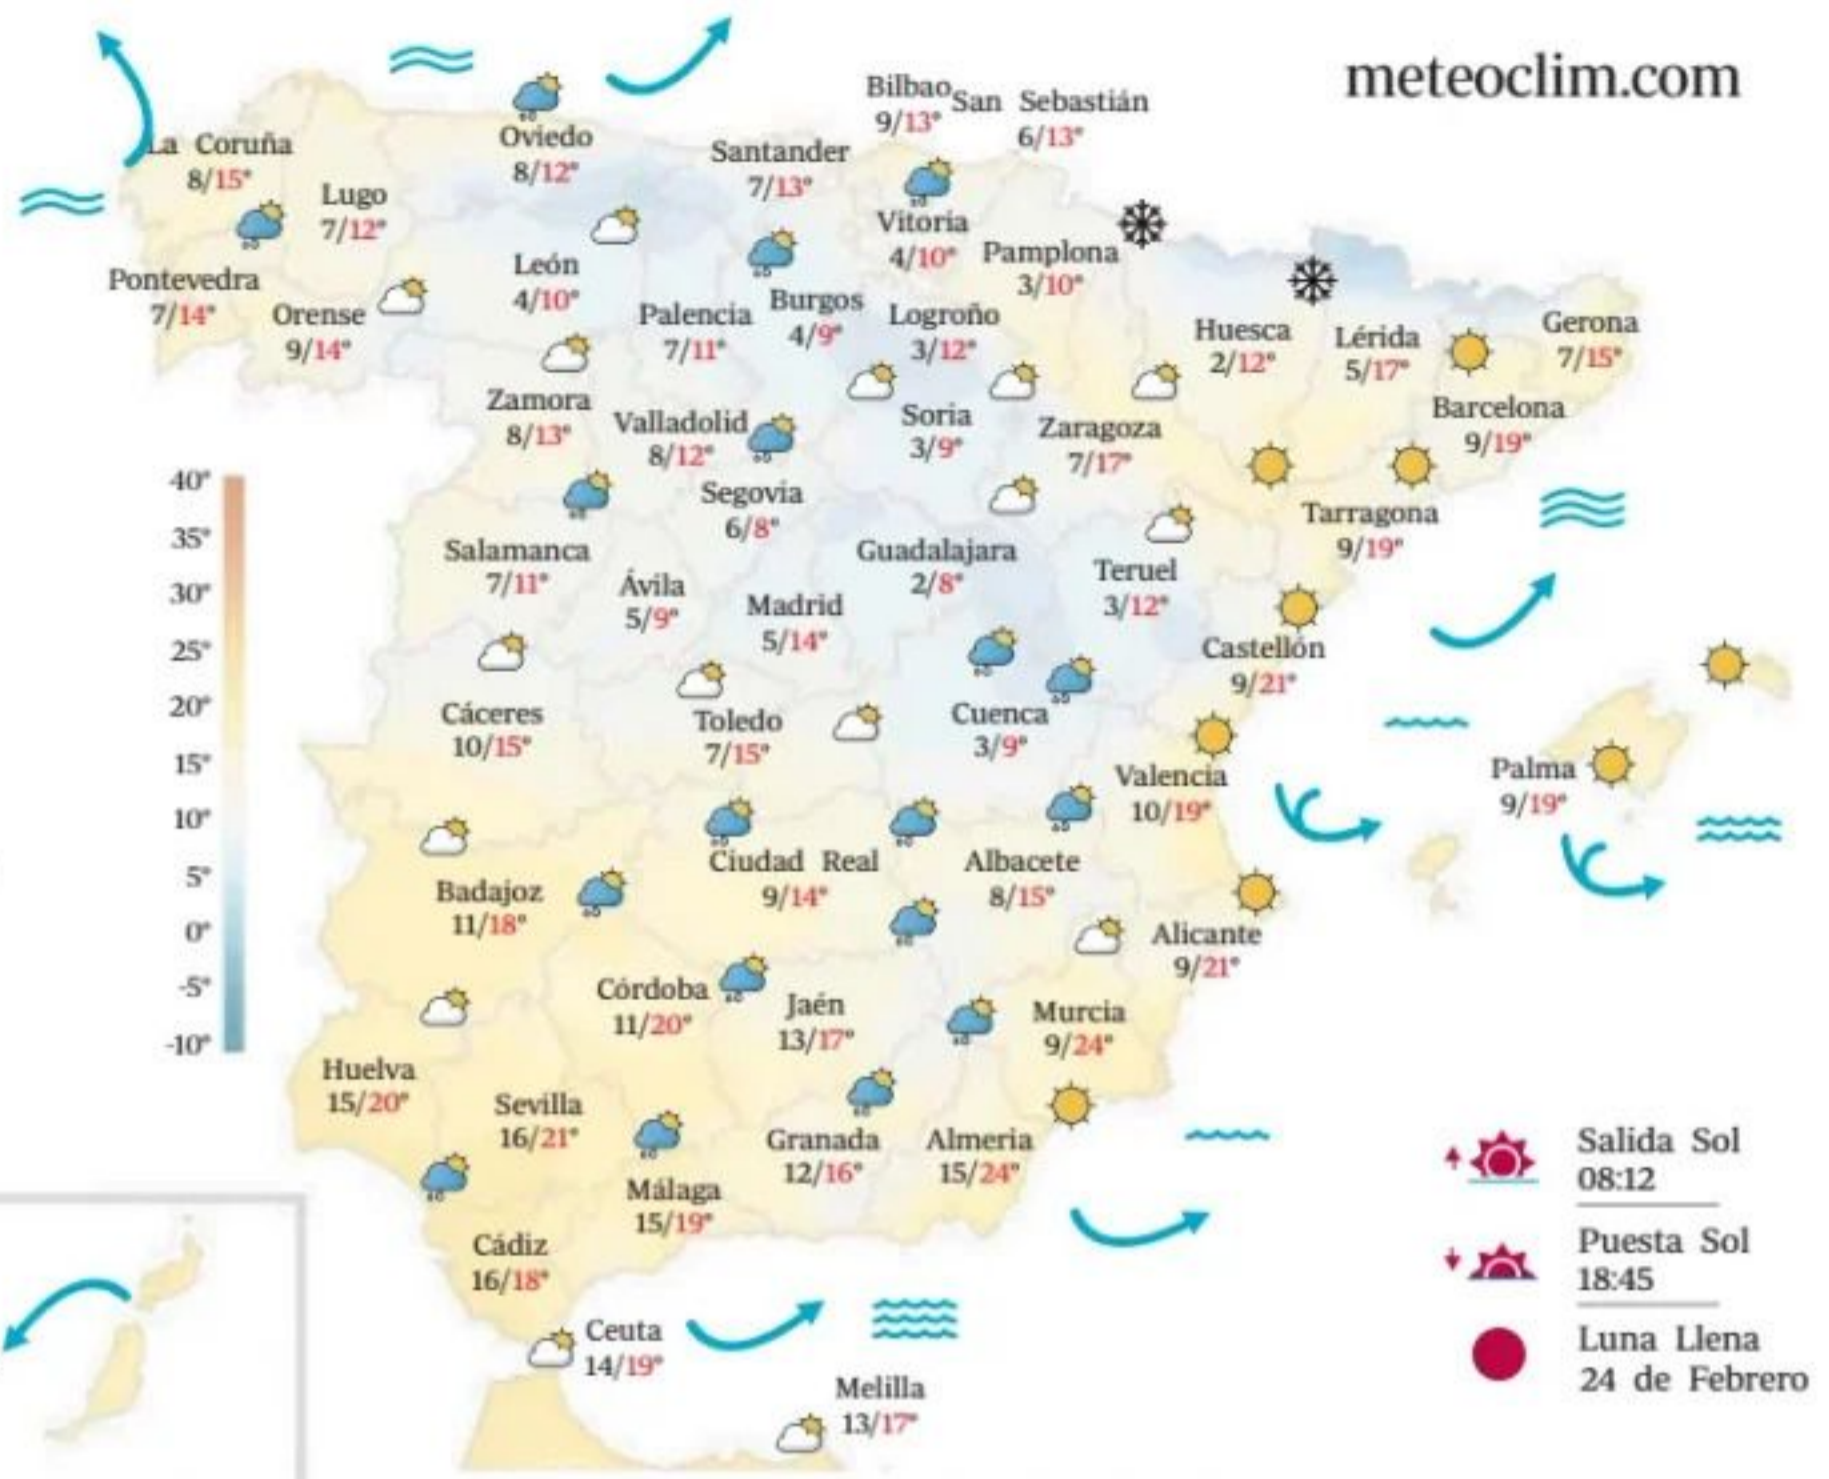 meteoclim.com
Bilbao
9/13°
San Sebastián
6/13°
La Coruña
8/15°
Oviedo
8/12°
Santander
7/13°
Lugo
7/12°
Vitoria
4/10°
Pamplona
3/10°
Pontevedra
7/14°
Orense
9/14°
León
4/10°
Palencia
7/11°
Burgos
4/9°
Logroño
3/12°
Huesca
2/12°
Lérida
5/17°
Gerona
7/15°
Zamora
8/13°
Valladolid
8/12°
Soria
3/9°
Zaragoza
7/17°
Barcelona
9/19°
Segovia
6/8°
Tarragona
9/19°
Salamanca
7/11°
Ávila
5/9°
Madrid
5/14°
Guadalajara
2/8°
Teruel
3/12°
Castellón
9/21°
Cáceres
10/15°
Toledo
7/15°
Cuenca
3/9°
Valencia
10/19°
Palma
9/19°
Badajoz
11/18°
Ciudad Real
9/14°
Albacete
8/15°
Alicante
9/21°
Córdoba
11/20°
Jaén
13/17°
Murcia
9/24°
Huelva
15/20°
Sevilla
16/21°
Granada
12/16°
Almeria
15/24°
Málaga
15/19°
Cádiz
16/18°
Ceuta
14/19°
Melilla
13/17°
40°
35°
30°
25°
20°
15°
10°
5°
0°
-5°
-10°
Salida Sol
08:12
Puesta Sol
18:45
Luna Llena
24 de Febrero